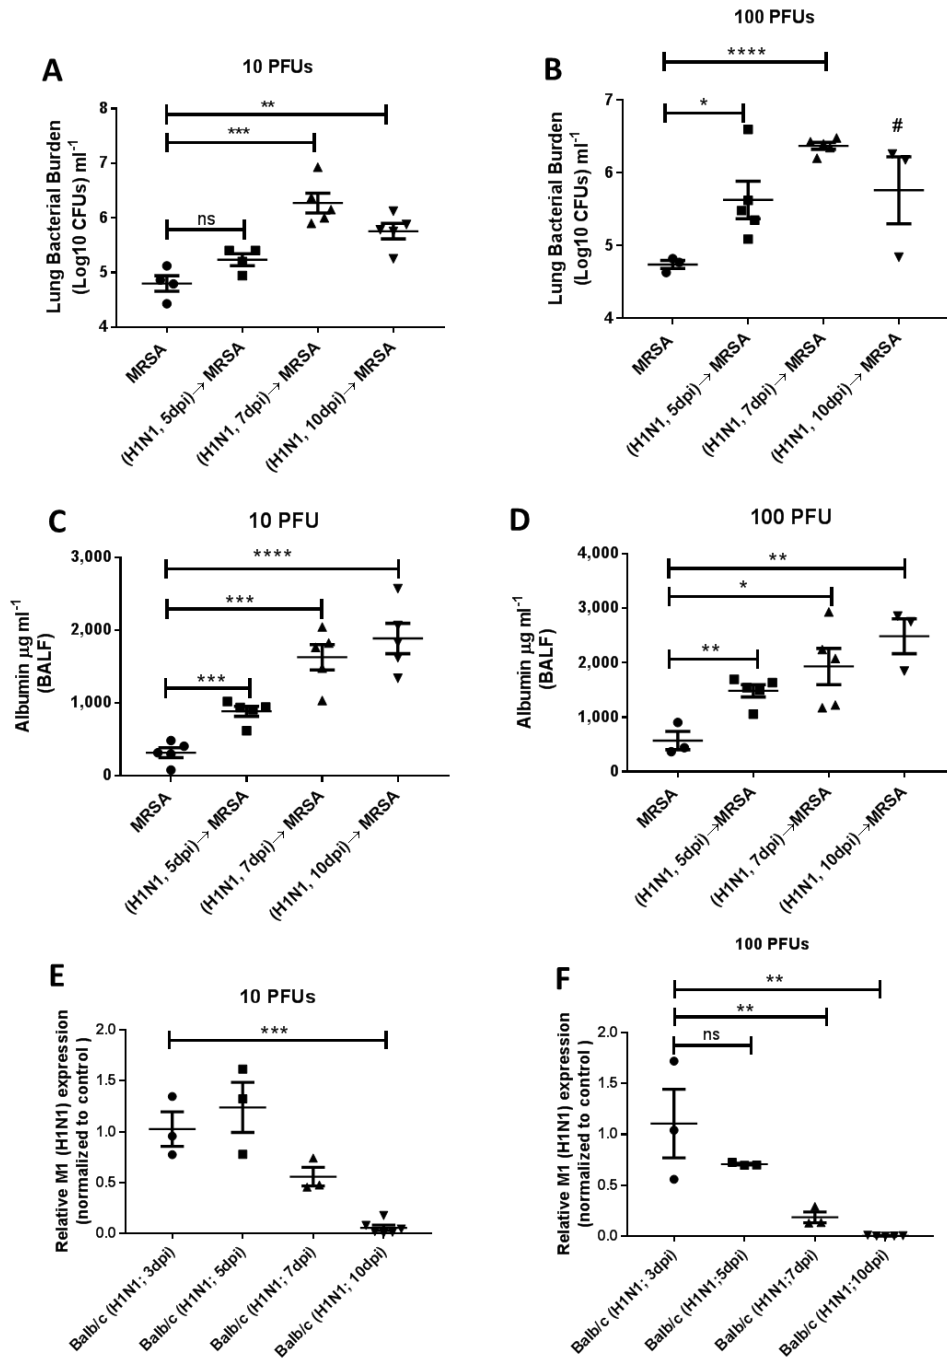 A
10 PFUs
Lung Bacterial Burden
(Log10 CFUs) ml-1
8
7
6
5
4
**
***
ns
MRSA
(H1N1, 5dpi)→ MRSA
(H1N1, 7dpi)→ MRSA
(H1N1, 10dpi)→ MRSA
B
100 PFUs
Lung Bacterial Burden
(Log10 CFUs) ml-1
7
6
5
4
****
*
#
MRSA
(H1N1, 5dpi)→ MRSA
(H1N1, 7dpi)→ MRSA
(H1N1, 10dpi)→ MRSA
C
10 PFU
Albumin µg ml-1
(BALF)
3,000
2,000
1,000
0
****
***
***
MRSA
(H1N1, 5dpi)→ MRSA
(H1N1, 7dpi)→ MRSA
(H1N1, 10dpi)→ MRSA
D
100 PFU
Albumin µg ml-1
(BALF)
4,000
3,000
2,000
1,000
0
**
*
**
MRSA
(H1N1, 5dpi)→MRSA
(H1N1, 7dpi)→MRSA
(H1N1, 10dpi)→MRSA
E
10 PFUs
Relative M1 (H1N1) expression
(normalized to control)
2.0
1.5
1.0
0.5
0.0
***
Balb/c (H1N1; 3dpi)
Balb/c (H1N1; 5dpi)
Balb/c (H1N1; 7dpi)
Balb/c (H1N1; 10dpi)
F
100 PFUs
Relative M1 (H1N1) expression
(normalized to control)
2.0
1.5
1.0
0.5
0.0
**
**
ns
Balb/c (H1N1; 3dpi)
Balb/c (H1N1;5dpi)
Balb/c (H1N1;7dpi)
Balb/c (H1N1;10dpi)